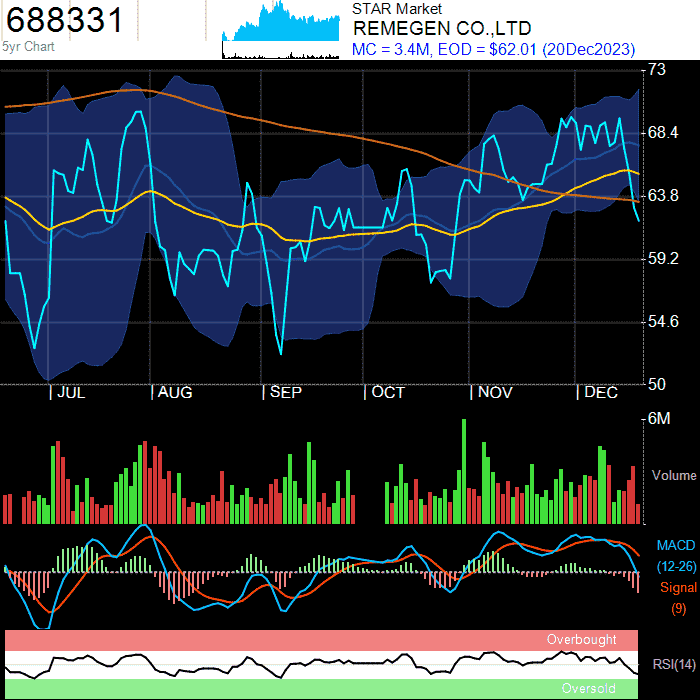 688331
5yr Chart
STAR Market
REMEGEN CO.,LTD
MC = 3.4M, EOD = $62.01 (20Dec2023)
73
68.4
63.8
59.2
54.6
50
| JUL | AUG | SEP | OCT | NOV | DEC
6M
Volume
MACD
(12-26)
Signal
(9)
Overbought
RSI(14)
Oversold